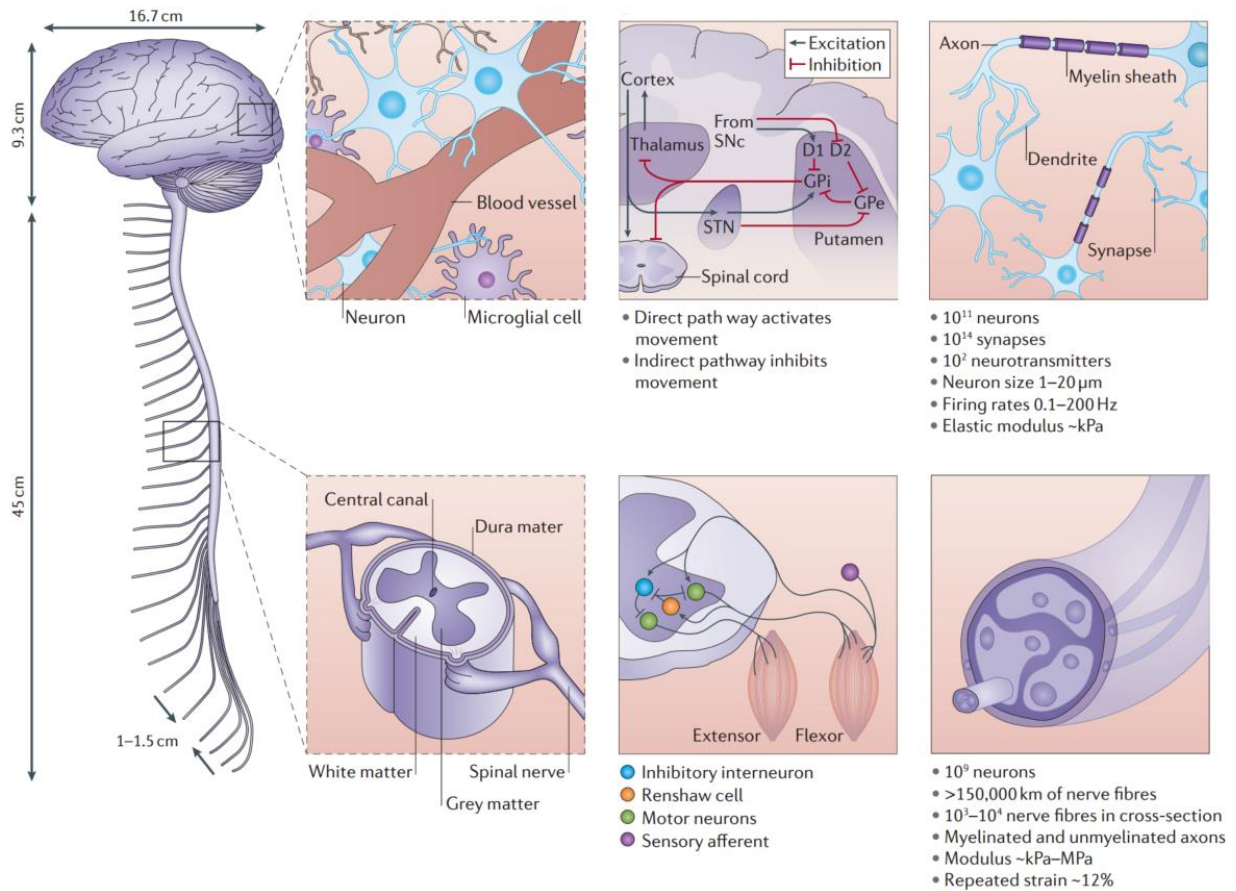 16.7 cm
9.3 cm
45 cm
1–1.5 cm
Blood vessel
Neuron
Microglial cell
Excitation
Inhibition
Cortex
From
SNc
Thalamus
D1 D2
GPi
GPe
STN
Putamen
Spinal cord
• Direct path way activates
movement
• Indirect pathway inhibits
movement
Axon
Myelin sheath
Dendrite
Synapse
• 10¹¹ neurons
• 10¹⁴ synapses
• 10² neurotransmitters
• Neuron size 1–20 μm
• Firing rates 0.1–200 Hz
• Elastic modulus ~kPa
Central canal
Dura mater
White matter
Spinal nerve
Grey matter
Extensor
Flexor
Inhibitory interneuron
Renshaw cell
Motor neurons
Sensory afferent
• 10⁹ neurons
• >150,000 km of nerve fibres
• 10³–10⁴ nerve fibres in cross-section
• Myelinated and unmyelinated axons
• Modulus ~kPa–MPa
• Repeated strain ~12%